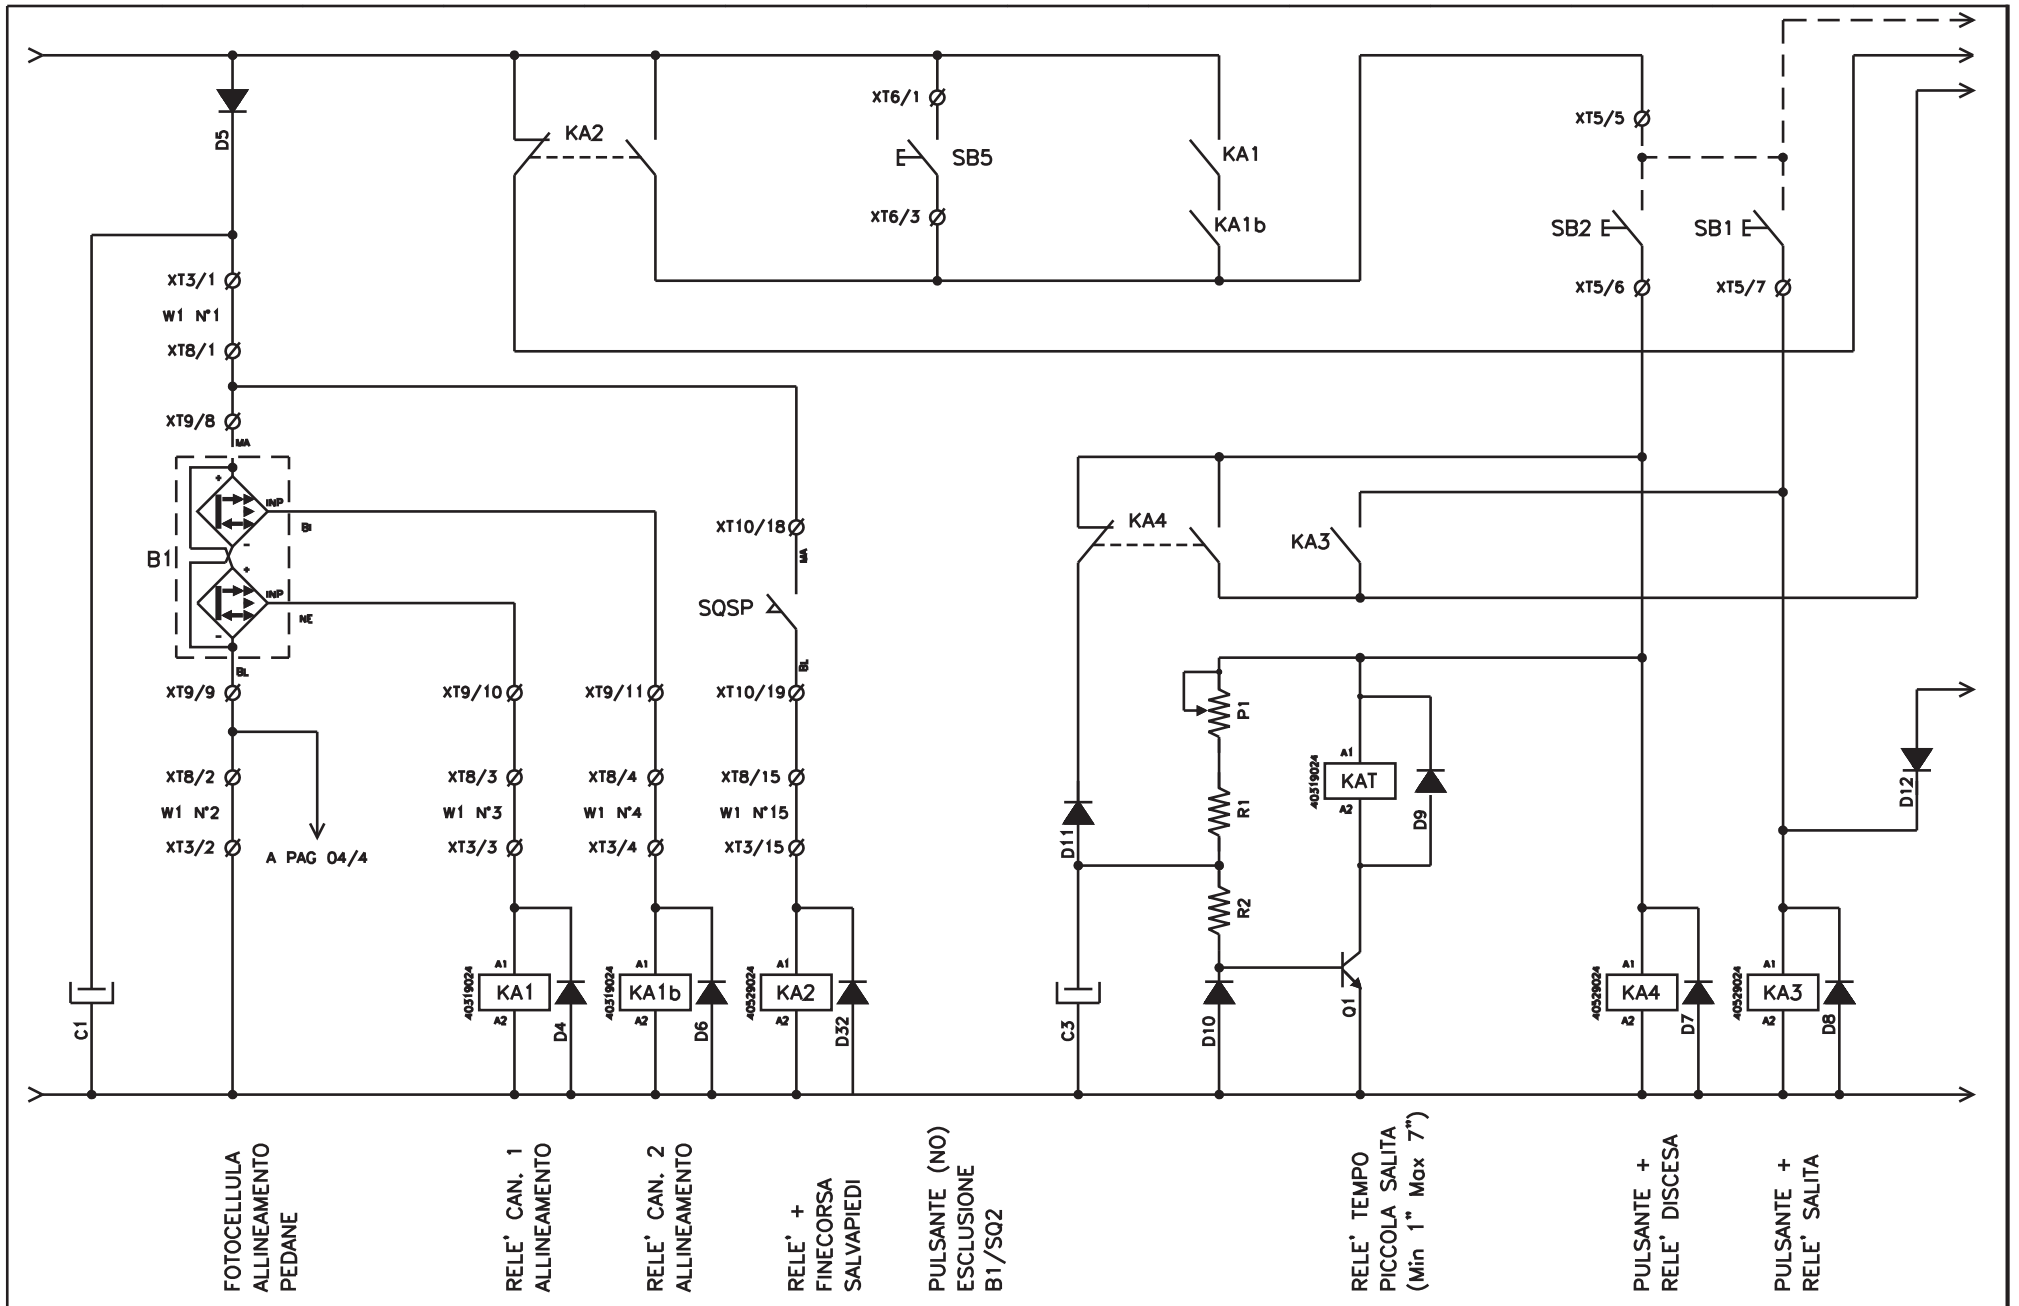 D5
KA2
XT6/1
SB5
XT6/3
KA1
KA1b
XT5/5
SB2
SB1
XT5/6
XT5/7
XT3/1
W1 N°1
XT8/1
XT9/8
MA
+
INP
BI
-
B1
+
INP
NE
-
BL
XT9/9
XT8/2
W1 N°2
XT3/2
A PAG 04/4
XT9/10
XT8/3
W1 N°3
XT3/3
XT9/11
XT8/4
W1 N°4
XT3/4
XT10/18
MA
SQSP
BL
XT10/19
XT8/15
W1 N°15
XT3/15
KA4
KA3
P1
R1
R2
D11
A1
40319024
KAT
A2
D9
D12
C1
A1
40319024
KA1
A2
D4
A1
40319024
KA1b
A2
D6
A1
40529024
KA2
A2
D32
C3
D10
Q1
A1
40529024
KA4
A2
D7
A1
40529024
KA3
A2
D8
FOTOCELLULA
ALLINEAMENTO
PEDANE
RELE' CAN. 1
ALLINEAMENTO
RELE' CAN. 2
ALLINEAMENTO
RELE' +
FINECORSA
SALVAPIEDI
PULSANTE (NO)
ESCLUSIONE
B1/SQ2
RELE' TEMPO
PICCOLA SALITA
(Min 1" Max 7")
PULSANTE +
RELE' DISCESA
PULSANTE +
RELE' SALITA